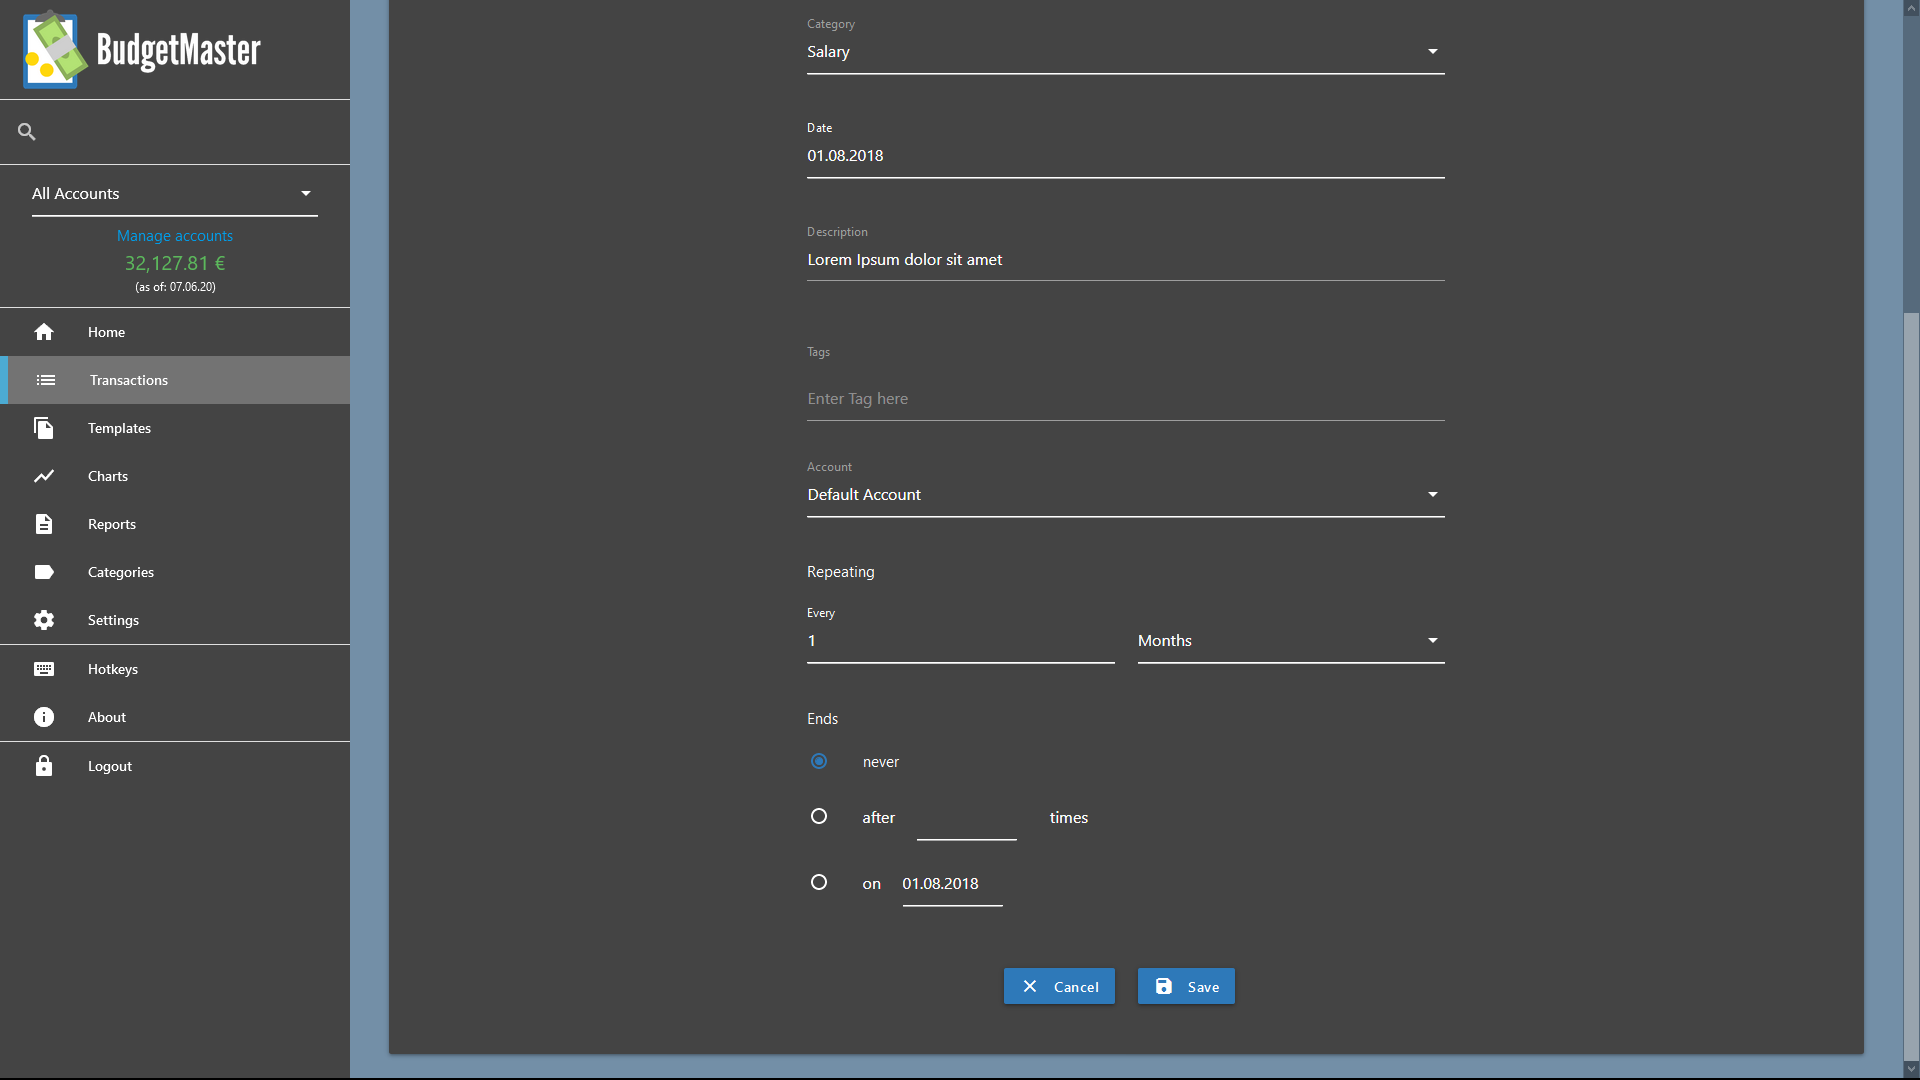 BudgetMaster
All Accounts
Manage accounts
32,127.81 €
(as of: 07.06.20)
Home
Transactions
Templates
Charts
Reports
Categories
Settings
Hotkeys
About
Logout
Category
Salary
Date
01.08.2018
Description
Lorem Ipsum dolor sit amet
Tags
Enter Tag here
Account
Default Account
Repeating
Every
1 Months
Ends
never
after times
on 01.08.2018
Cancel Save